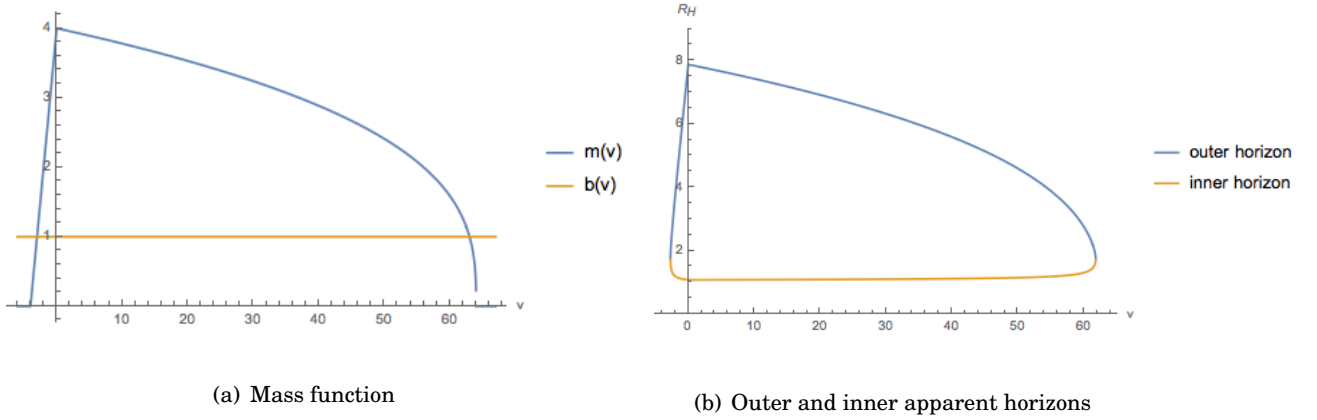 4
3
2
1
10 20 30 40 50 60 v
m(v)
b(v)
(a) Mass function
R_H
8
6
4
2
0 10 20 30 40 50 60 v
outer horizon
inner horizon
(b) Outer and inner apparent horizons